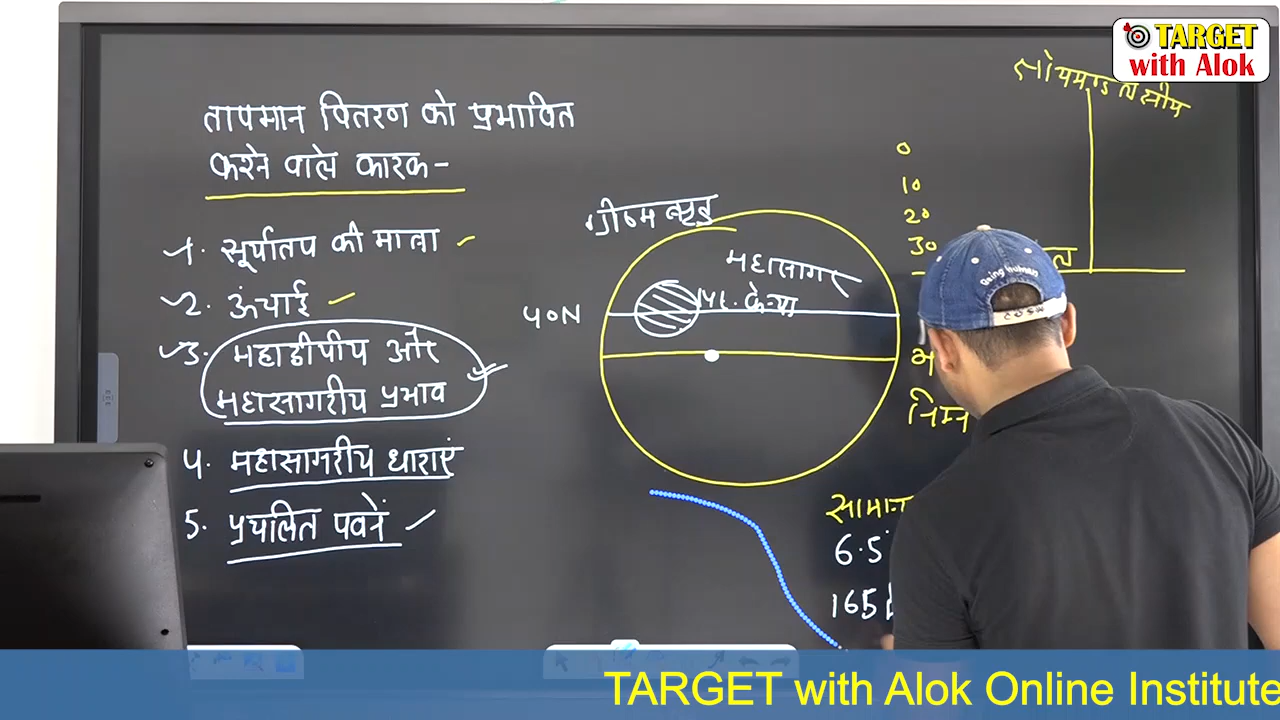 TARGET
with Alok
तापमान वितरण को प्रभावित
करने वाले कारक-
1. सूर्यातप की मात्रा
2. ऊंचाई
3. महाद्वीपीय और
महासागरीय प्रभाव
4. महासागरीय धाराएं
5. प्रचलित पवनें
ग्रीष्म ऋतु
महासागर
40N
0
10
20
30
निम्न
6.5
165
Being human
TARGET with Alok Online Institute